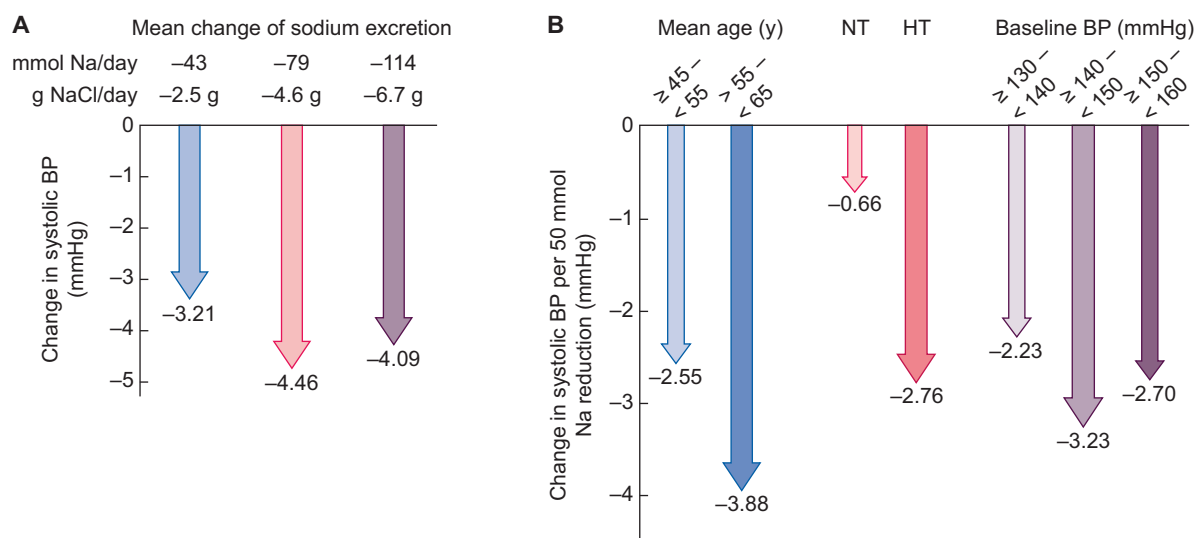 A
Mean change of sodium excretion
mmol Na/day –43 –79 –114
g NaCl/day –2.5 g –4.6 g –6.7 g
Change in systolic BP
(mmHg)
0
–1
–2
–3
–4
–5
–3.21
–4.46
–4.09
B
Mean age (y)
NT
HT
Baseline BP (mmHg)
≥ 45 –
< 55
> 55 –
< 65
≥ 130 –
< 140
≥ 140 –
< 150
≥ 150 –
< 160
Change in systolic BP per 50 mmol
Na reduction (mmHg)
0
–1
–2
–3
–4
–2.55
–3.88
–0.66
–2.76
–2.23
–3.23
–2.70